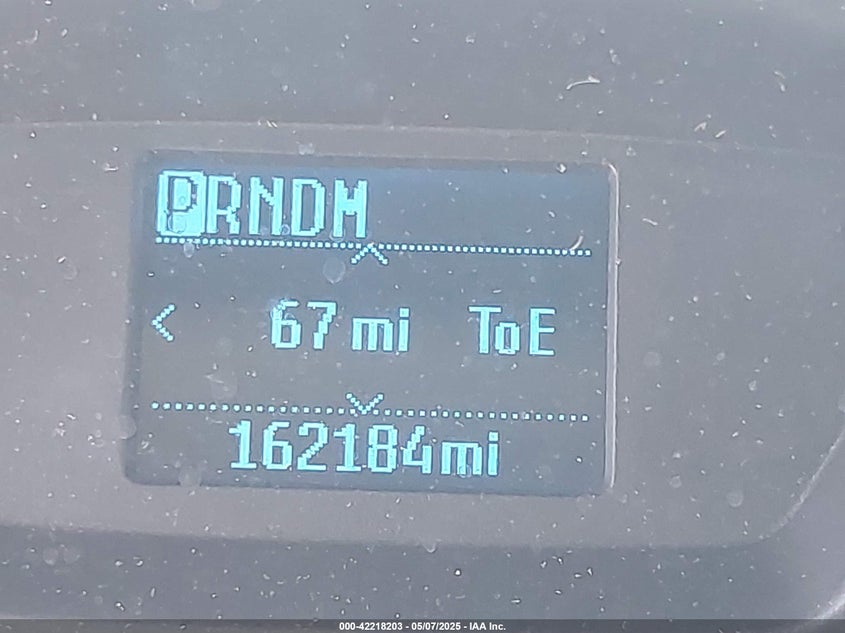 PRNDM
< 67 mi ToE
162184mi
000-42218203 - 05/07/2025 - IAA Inc.